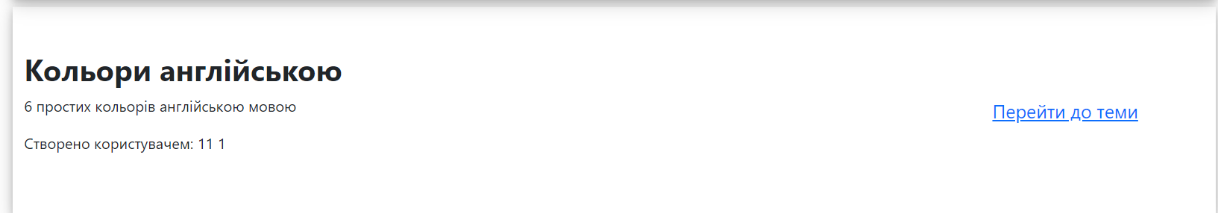 Кольори англійською
6 простих кольорів англійською мовою
Перейти до теми
Створено користувачем: 11 1